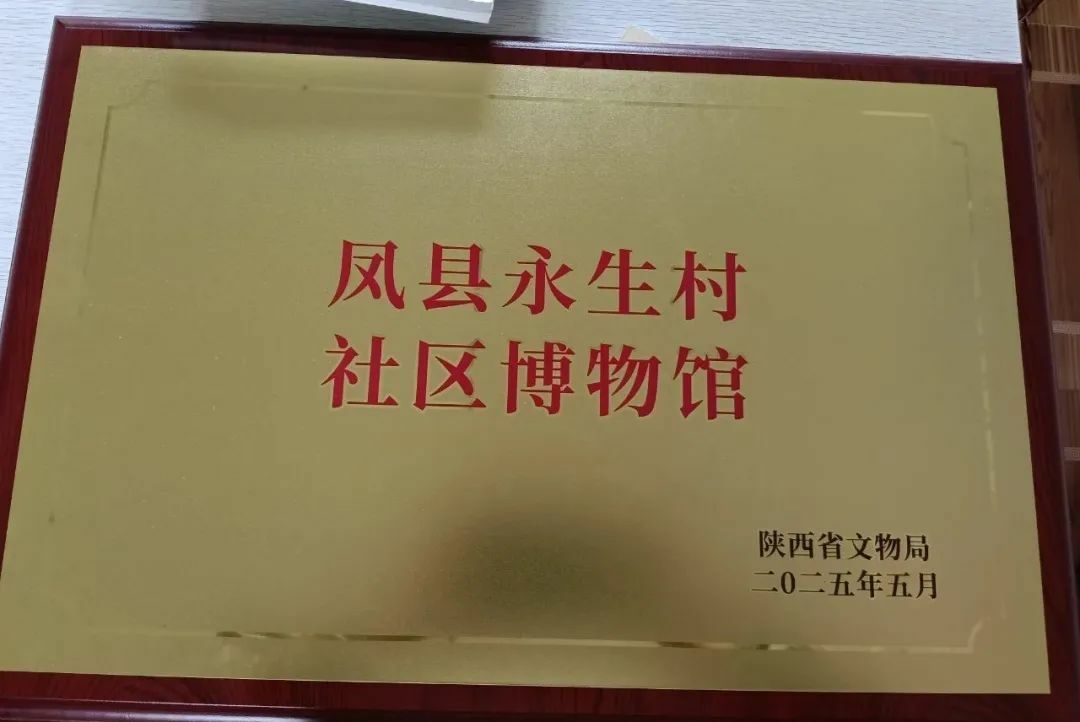 凤县永生村
社区博物馆
陕西省文物局
二〇二五年五月